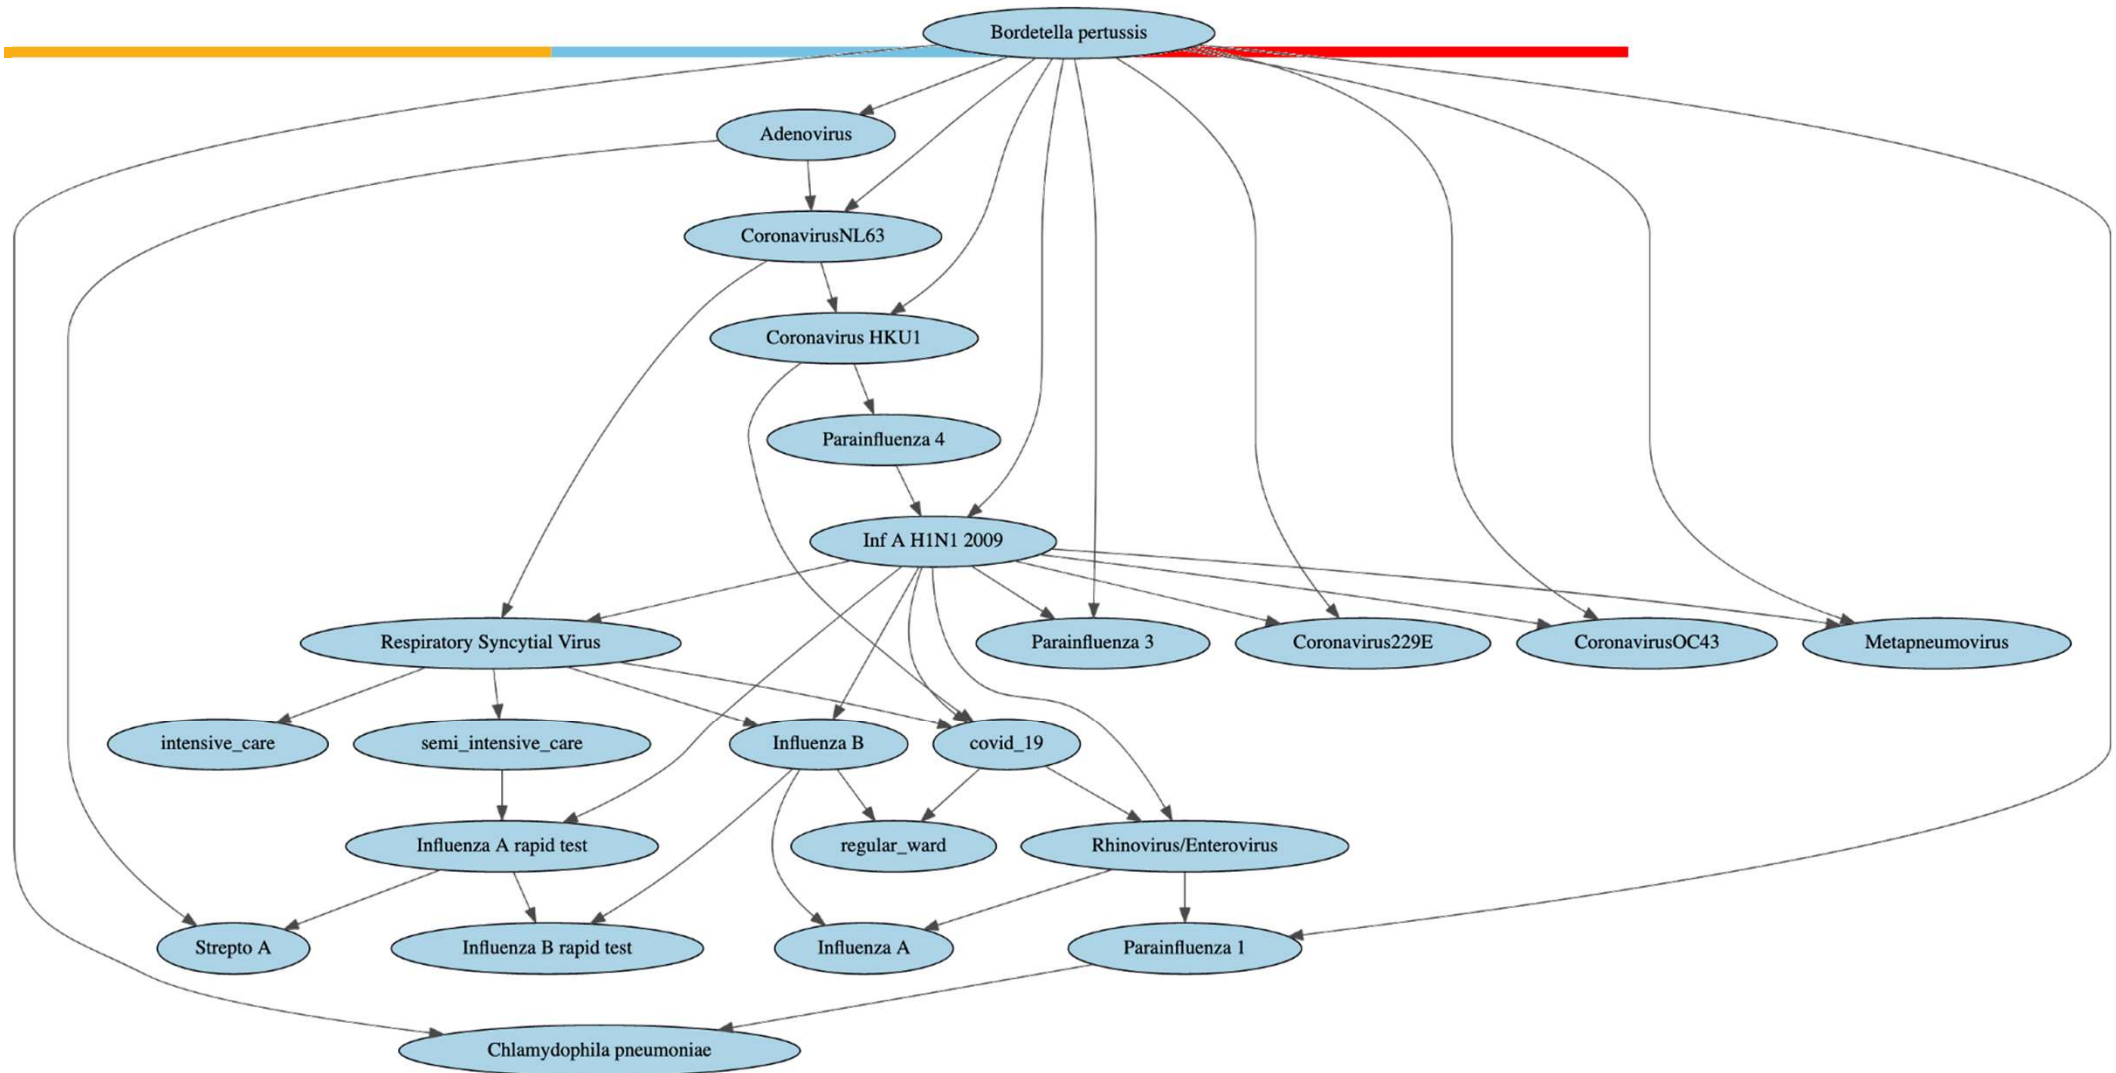 Bordetella pertussis
Adenovirus
CoronavirusNL63
Coronavirus HKU1
Parainfluenza 4
Inf A H1N1 2009
Respiratory Syncytial Virus
Parainfluenza 3
Coronavirus229E
CoronavirusOC43
Metapneumovirus
intensive_care
semi_intensive_care
Influenza B
covid_19
Influenza A rapid test
regular_ward
Rhinovirus/Enterovirus
Strepto A
Influenza B rapid test
Influenza A
Parainfluenza 1
Chlamydophila pneumoniae